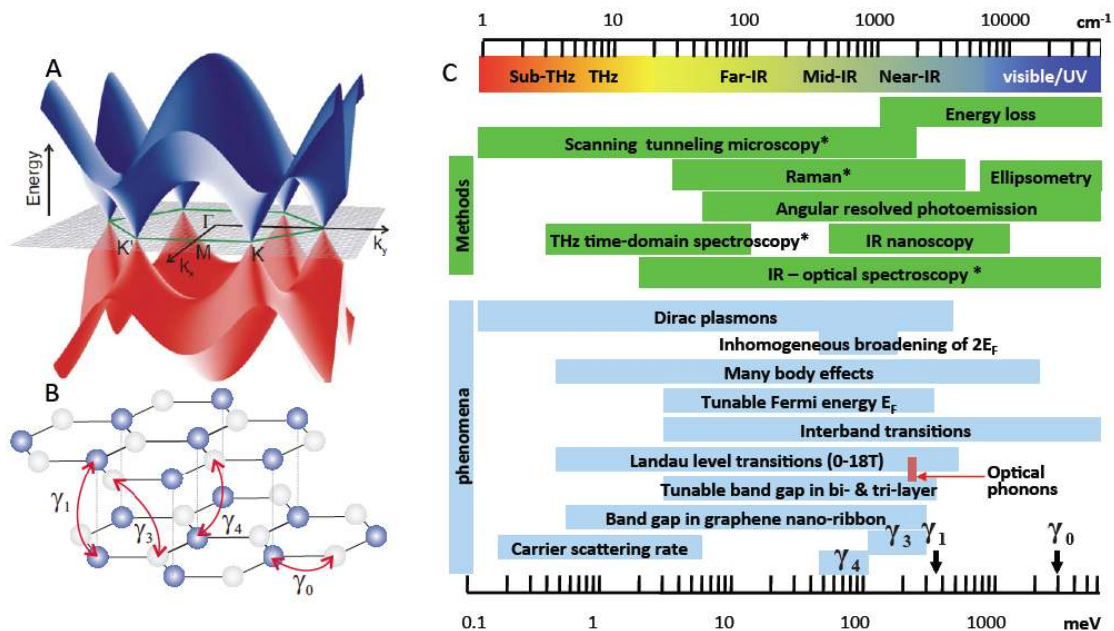 A
Energy
Γ
K'
M
K
kx
ky
B
γ1
γ3
γ4
γ0
C
1 10 100 1000 10000 cm-1
Sub-THz THz Far-IR Mid-IR Near-IR visible/UV
Methods
Energy loss
Scanning tunneling microscopy*
Raman*
Ellipsometry
Angular resolved photoemission
THz time-domain spectroscopy*
IR nanoscopy
IR – optical spectroscopy *
phenomena
Dirac plasmons
Inhomogeneous broadening of 2EF
Many body effects
Tunable Fermi energy EF
Interband transitions
Landau level transitions (0-18T)
Optical
phonons
Tunable band gap in bi- & tri-layer
Band gap in graphene nano-ribbon
Carrier scattering rate
γ4
γ3
γ1
γ0
0.1 1 10 100 1000 meV